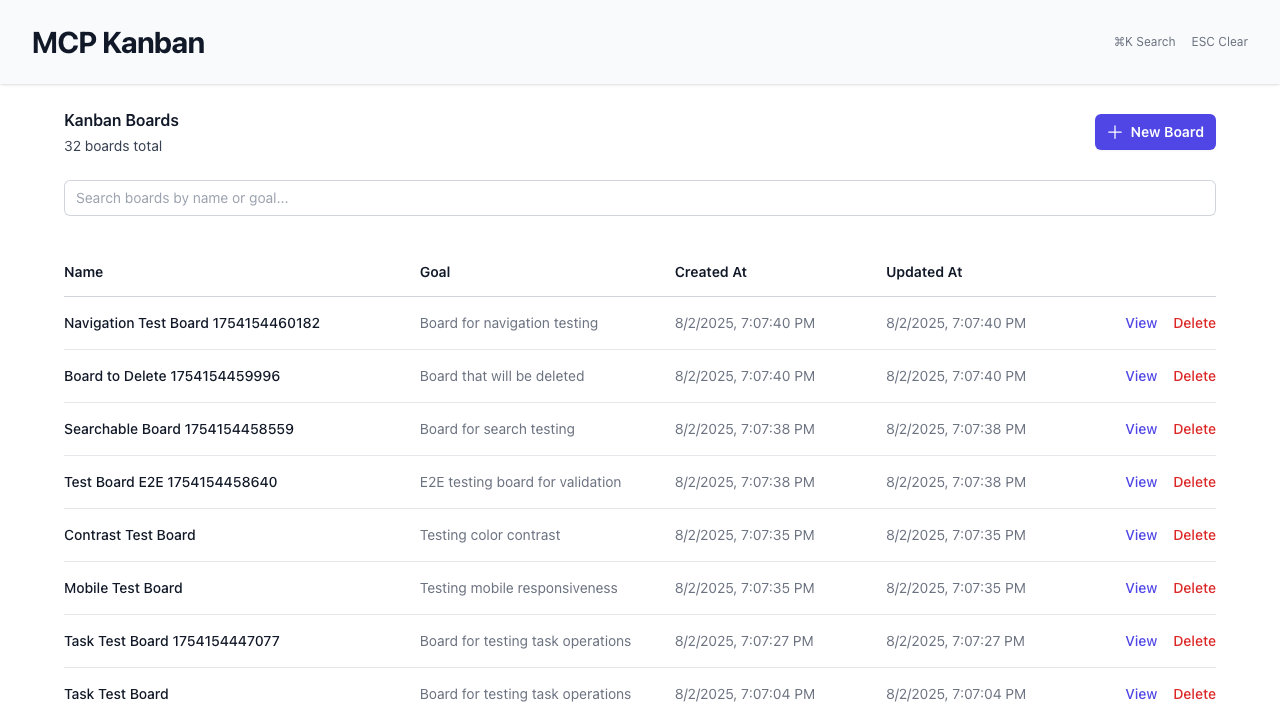 MCP Kanban
⌘K Search ESC Clear
Kanban Boards
32 boards total
New Board
Search boards by name or goal...
Name Goal Created At Updated At
Navigation Test Board 1754154460182 Board for navigation testing 8/2/2025, 7:07:40 PM 8/2/2025, 7:07:40 PM View Delete
Board to Delete 1754154459996 Board that will be deleted 8/2/2025, 7:07:40 PM 8/2/2025, 7:07:40 PM View Delete
Searchable Board 1754154458559 Board for search testing 8/2/2025, 7:07:38 PM 8/2/2025, 7:07:38 PM View Delete
Test Board E2E 1754154458640 E2E testing board for validation 8/2/2025, 7:07:38 PM 8/2/2025, 7:07:38 PM View Delete
Contrast Test Board Testing color contrast 8/2/2025, 7:07:35 PM 8/2/2025, 7:07:35 PM View Delete
Mobile Test Board Testing mobile responsiveness 8/2/2025, 7:07:35 PM 8/2/2025, 7:07:35 PM View Delete
Task Test Board 1754154447077 Board for testing task operations 8/2/2025, 7:07:27 PM 8/2/2025, 7:07:27 PM View Delete
Task Test Board Board for testing task operations 8/2/2025, 7:07:04 PM 8/2/2025, 7:07:04 PM View Delete